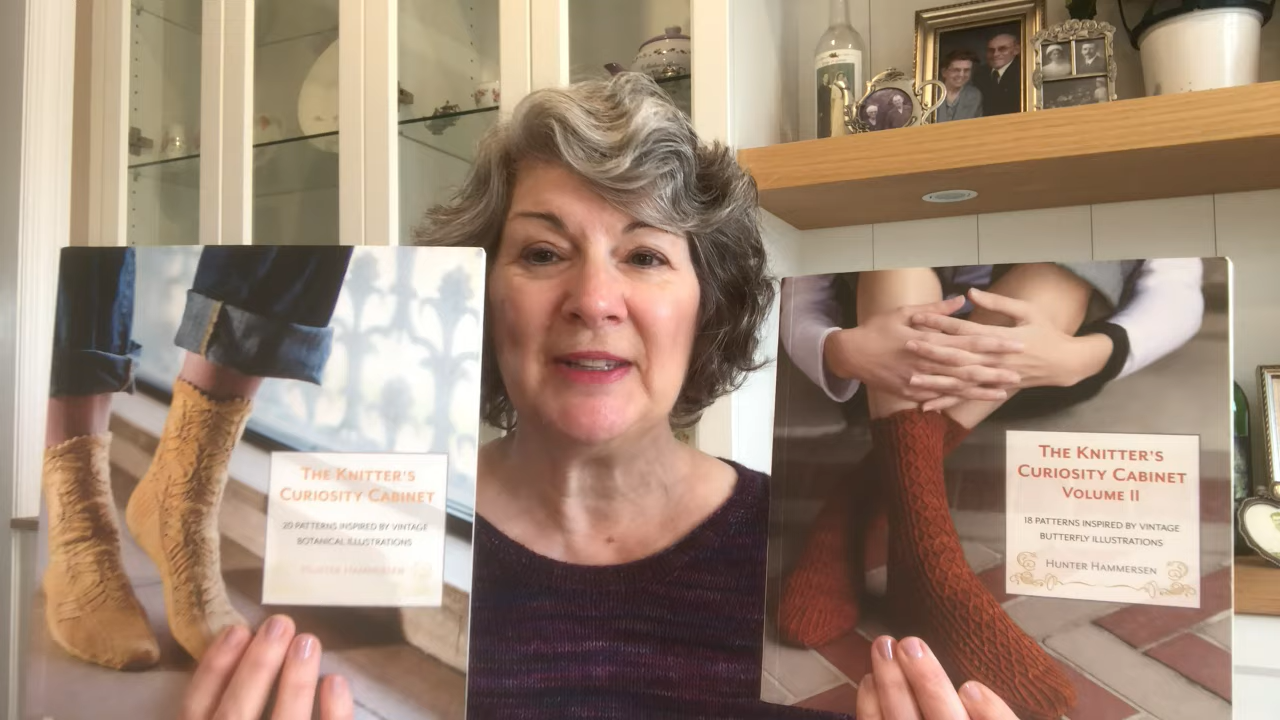 THE KNITTER'S
CURIOSITY CABINET
20 PATTERNS INSPIRED BY VINTAGE
BOTANICAL ILLUSTRATIONS
HUNTER HAMMERSEN
THE KNITTER'S
CURIOSITY CABINET
VOLUME II
18 PATTERNS INSPIRED BY VINTAGE
BUTTERFLY ILLUSTRATIONS
HUNTER HAMMERSEN